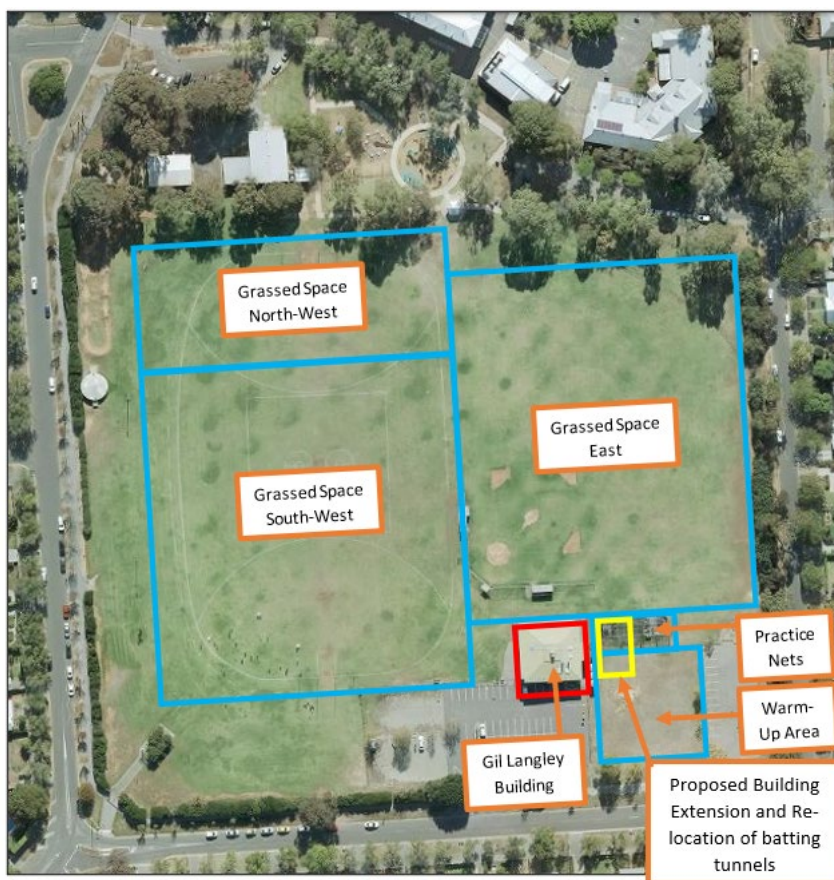 Grassed Space
North-West
Grassed Space
East
Grassed Space
South-West
Practice
Nets
Warm-
Up Area
Gil Langley
Building
Proposed Building
Extension and Re-
location of batting
tunnels